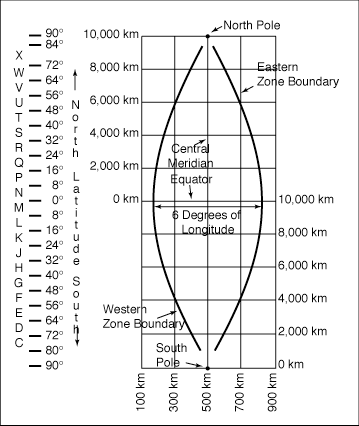 90°
84°
X
72°
W
64°
V
56°
U
48°
T
40°
S
32°
R
24°
Q
16°
P
8°
N
0°
M
8°
L
16°
K
24°
J
32°
H
40°
G
48°
F
56°
E
64°
D
72°
C
80°
90°
North Latitude South
10,000 km
8,000 km
6,000 km
4,000 km
2,000 km
0 km
North Pole
Eastern
Zone Boundary
Central
Meridian
Equator
6 Degrees of
Longitude
Western
Zone Boundary
South
Pole
10,000 km
8,000 km
6,000 km
4,000 km
2,000 km
0 km
100 km
300 km
500 km
700 km
900 km